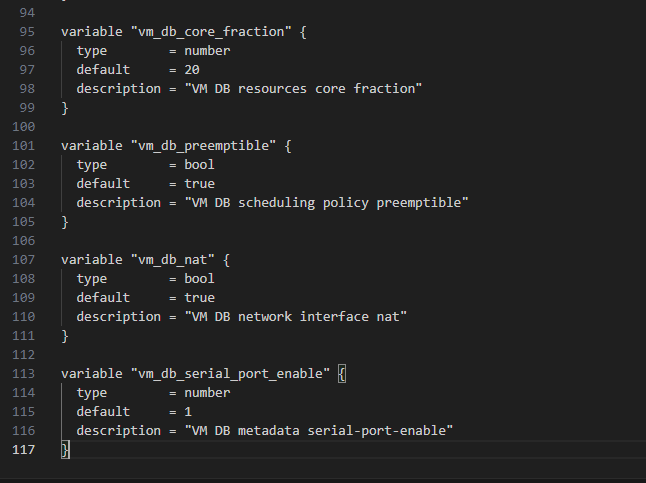 94
95 variable "vm_db_core_fraction" {
96   type        = number
97   default     = 20
98   description = "VM DB resources core fraction"
99 }
100
101 variable "vm_db_preemptible" {
102   type        = bool
103   default     = true
104   description = "VM DB scheduling policy preemptible"
105 }
106
107 variable "vm_db_nat" {
108   type        = bool
109   default     = true
110   description = "VM DB network interface nat"
111 }
112
113 variable "vm_db_serial_port_enable" {
114   type        = number
115   default     = 1
116   description = "VM DB metadata serial-port-enable"
117 }